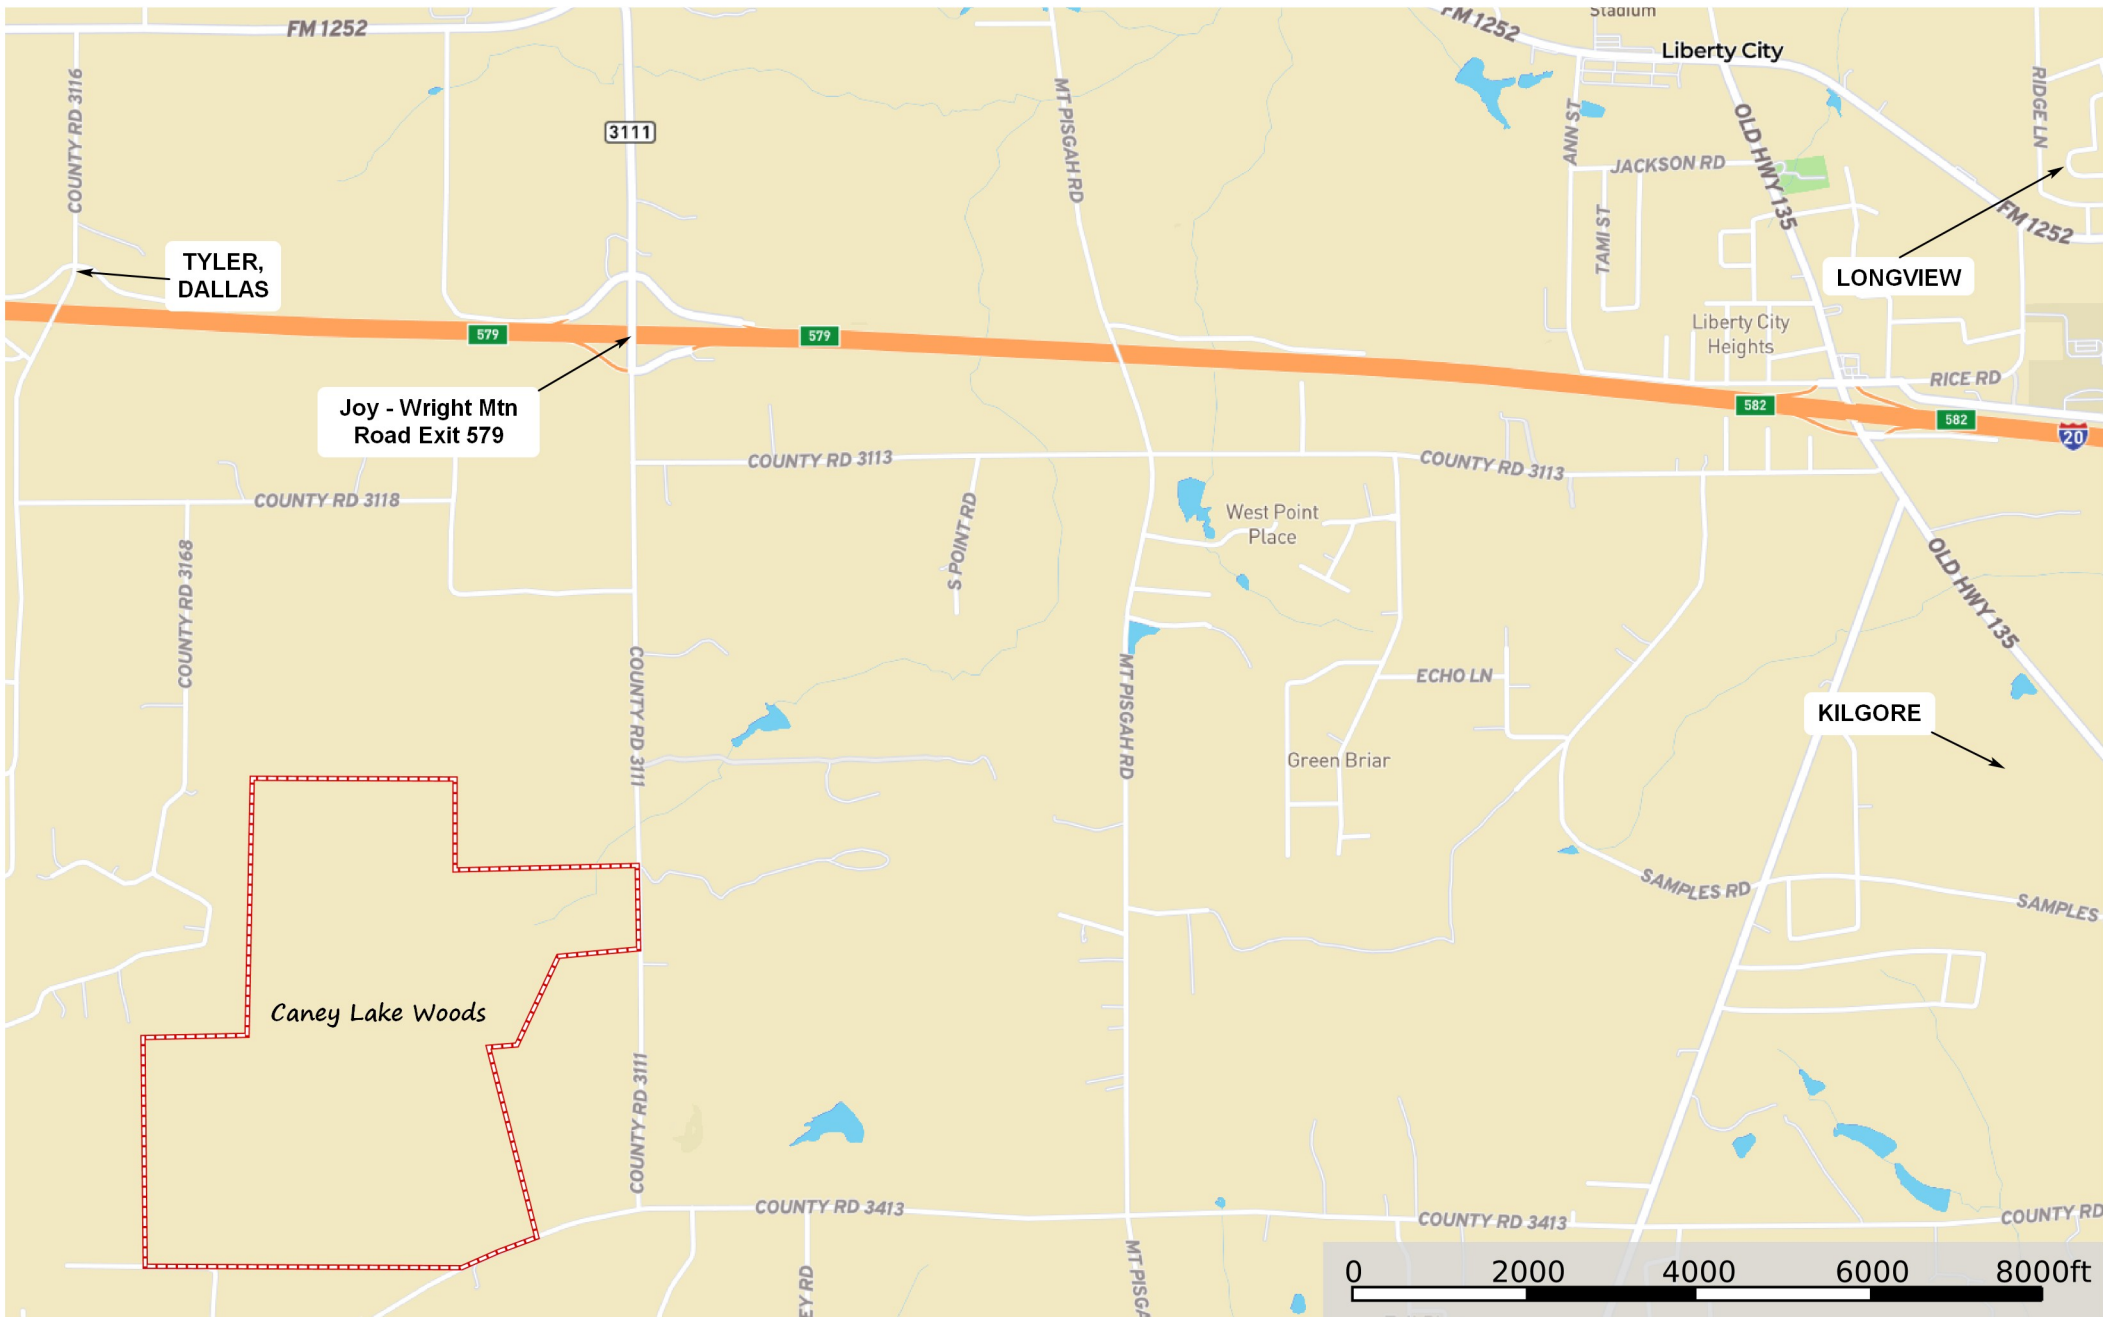 FM 1252
FM 1252
Stadium
Liberty City
COUNTY RD 3116
3111
MT PISGAH RD
ANN ST
JACKSON RD
OLD HWY 135
RIDGE LN
FM 1252
TAMI ST
TYLER,
DALLAS
LONGVIEW
579
579
Liberty City
Heights
RICE RD
582
582
20
Joy - Wright Mtn
Road Exit 579
COUNTY RD 3113
COUNTY RD 3113
COUNTY RD 3118
S POINT RD
West Point
Place
COUNTY RD 3168
OLD HWY 135
COUNTY RD 3111
MT PISGAH RD
ECHO LN
KILGORE
Green Briar
SAMPLES RD
SAMPLES
Caney Lake Woods
COUNTY RD 3111
COUNTY RD 3413
COUNTY RD 3413
COUNTY RD
MT PISGA
EY RD
0 2000 4000 6000 8000ft